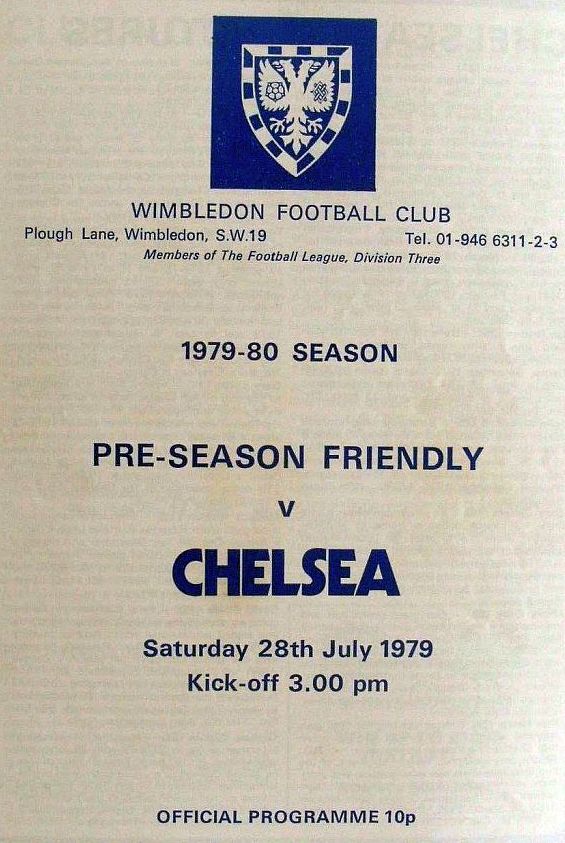 WIMBLEDON FOOTBALL CLUB
Plough Lane, Wimbledon, S.W.19 Tel. 01-946 6311-2-3
Members of The Football League, Division Three
1979-80 SEASON
PRE-SEASON FRIENDLY
v
CHELSEA
Saturday 28th July 1979
Kick-off 3.00 pm
OFFICIAL PROGRAMME 10p